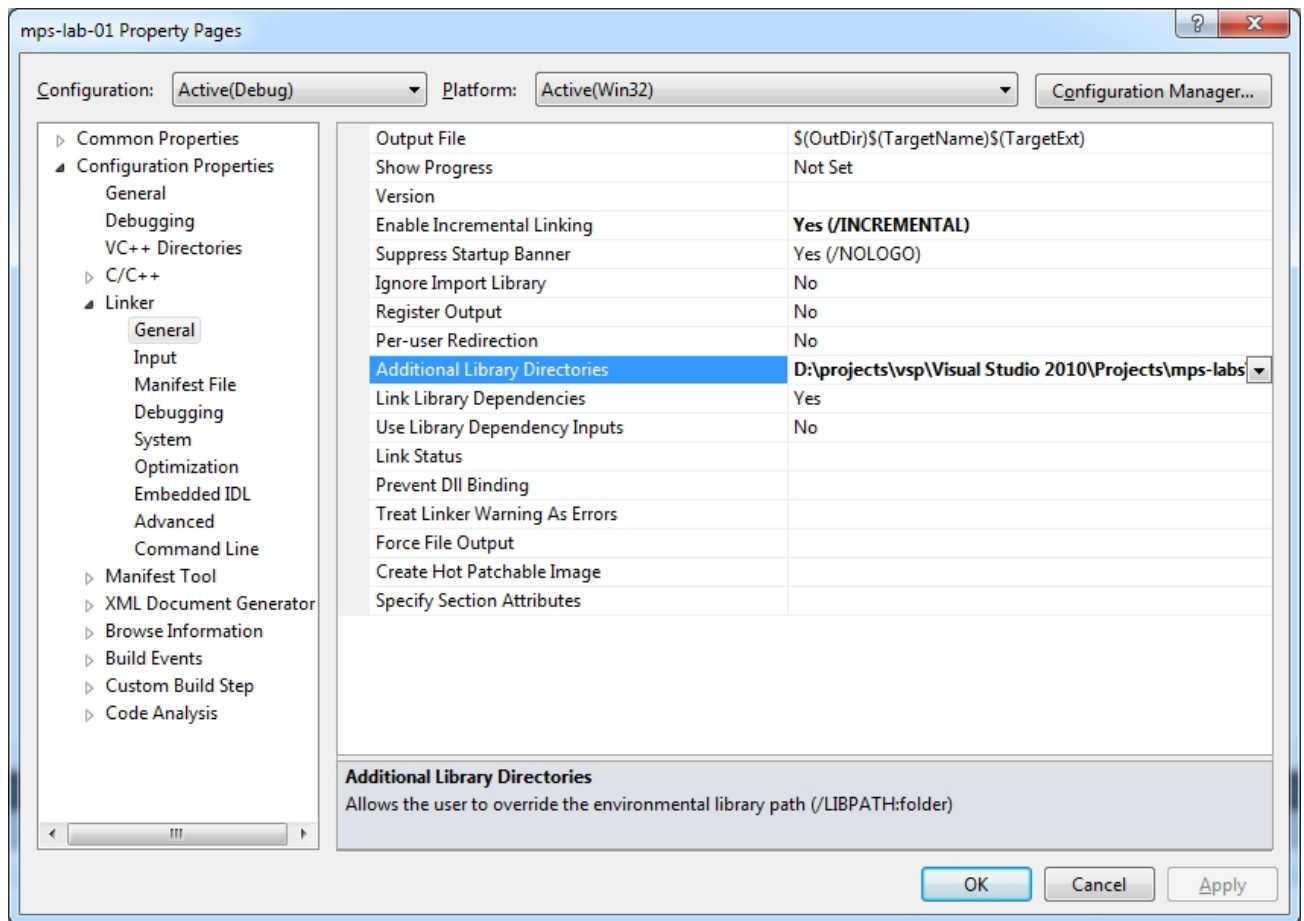 mps-lab-01 Property Pages
Configuration: Active(Debug) Platform: Active(Win32) Configuration Manager...
Common Properties
Configuration Properties
General
Debugging
VC++ Directories
C/C++
Linker
General
Input
Manifest File
Debugging
System
Optimization
Embedded IDL
Advanced
Command Line
Manifest Tool
XML Document Generator
Browse Information
Build Events
Custom Build Step
Code Analysis
Output File $(OutDir)$(TargetName)$(TargetExt)
Show Progress Not Set
Version
Enable Incremental Linking Yes (/INCREMENTAL)
Suppress Startup Banner Yes (/NOLOGO)
Ignore Import Library No
Register Output No
Per-user Redirection No
Additional Library Directories D:\projects\vsp\Visual Studio 2010\Projects\mps-labs\
Link Library Dependencies Yes
Use Library Dependency Inputs No
Link Status
Prevent Dll Binding
Treat Linker Warning As Errors
Force File Output
Create Hot Patchable Image
Specify Section Attributes
Additional Library Directories
Allows the user to override the environmental library path (/LIBPATH:folder)
OK Cancel Apply